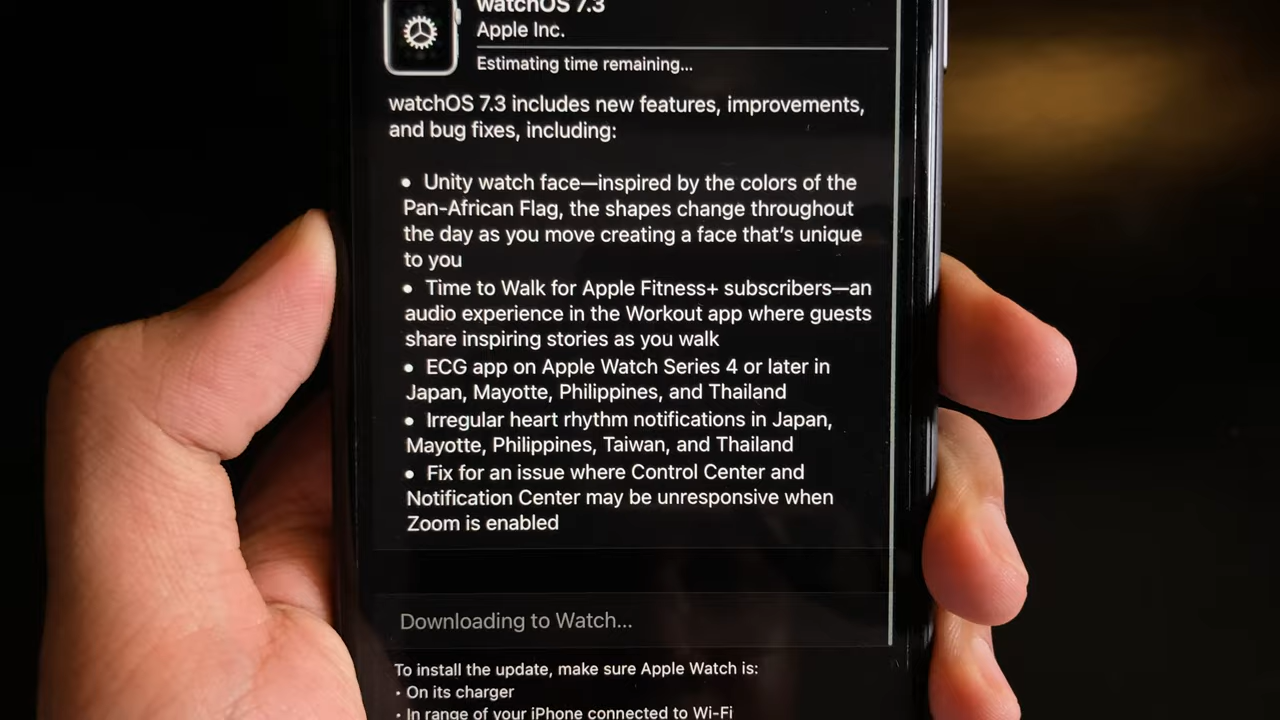 watchOS 7.3
Apple Inc.
Estimating time remaining...
watchOS 7.3 includes new features, improvements,
and bug fixes, including:
• Unity watch face—inspired by the colors of the
Pan-African Flag, the shapes change throughout
the day as you move creating a face that's unique
to you
• Time to Walk for Apple Fitness+ subscribers—an
audio experience in the Workout app where guests
share inspiring stories as you walk
• ECG app on Apple Watch Series 4 or later in
Japan, Mayotte, Philippines, and Thailand
• Irregular heart rhythm notifications in Japan,
Mayotte, Philippines, Taiwan, and Thailand
• Fix for an issue where Control Center and
Notification Center may be unresponsive when
Zoom is enabled
Downloading to Watch...
To install the update, make sure Apple Watch is:
• On its charger
• In range of your iPhone connected to Wi-Fi